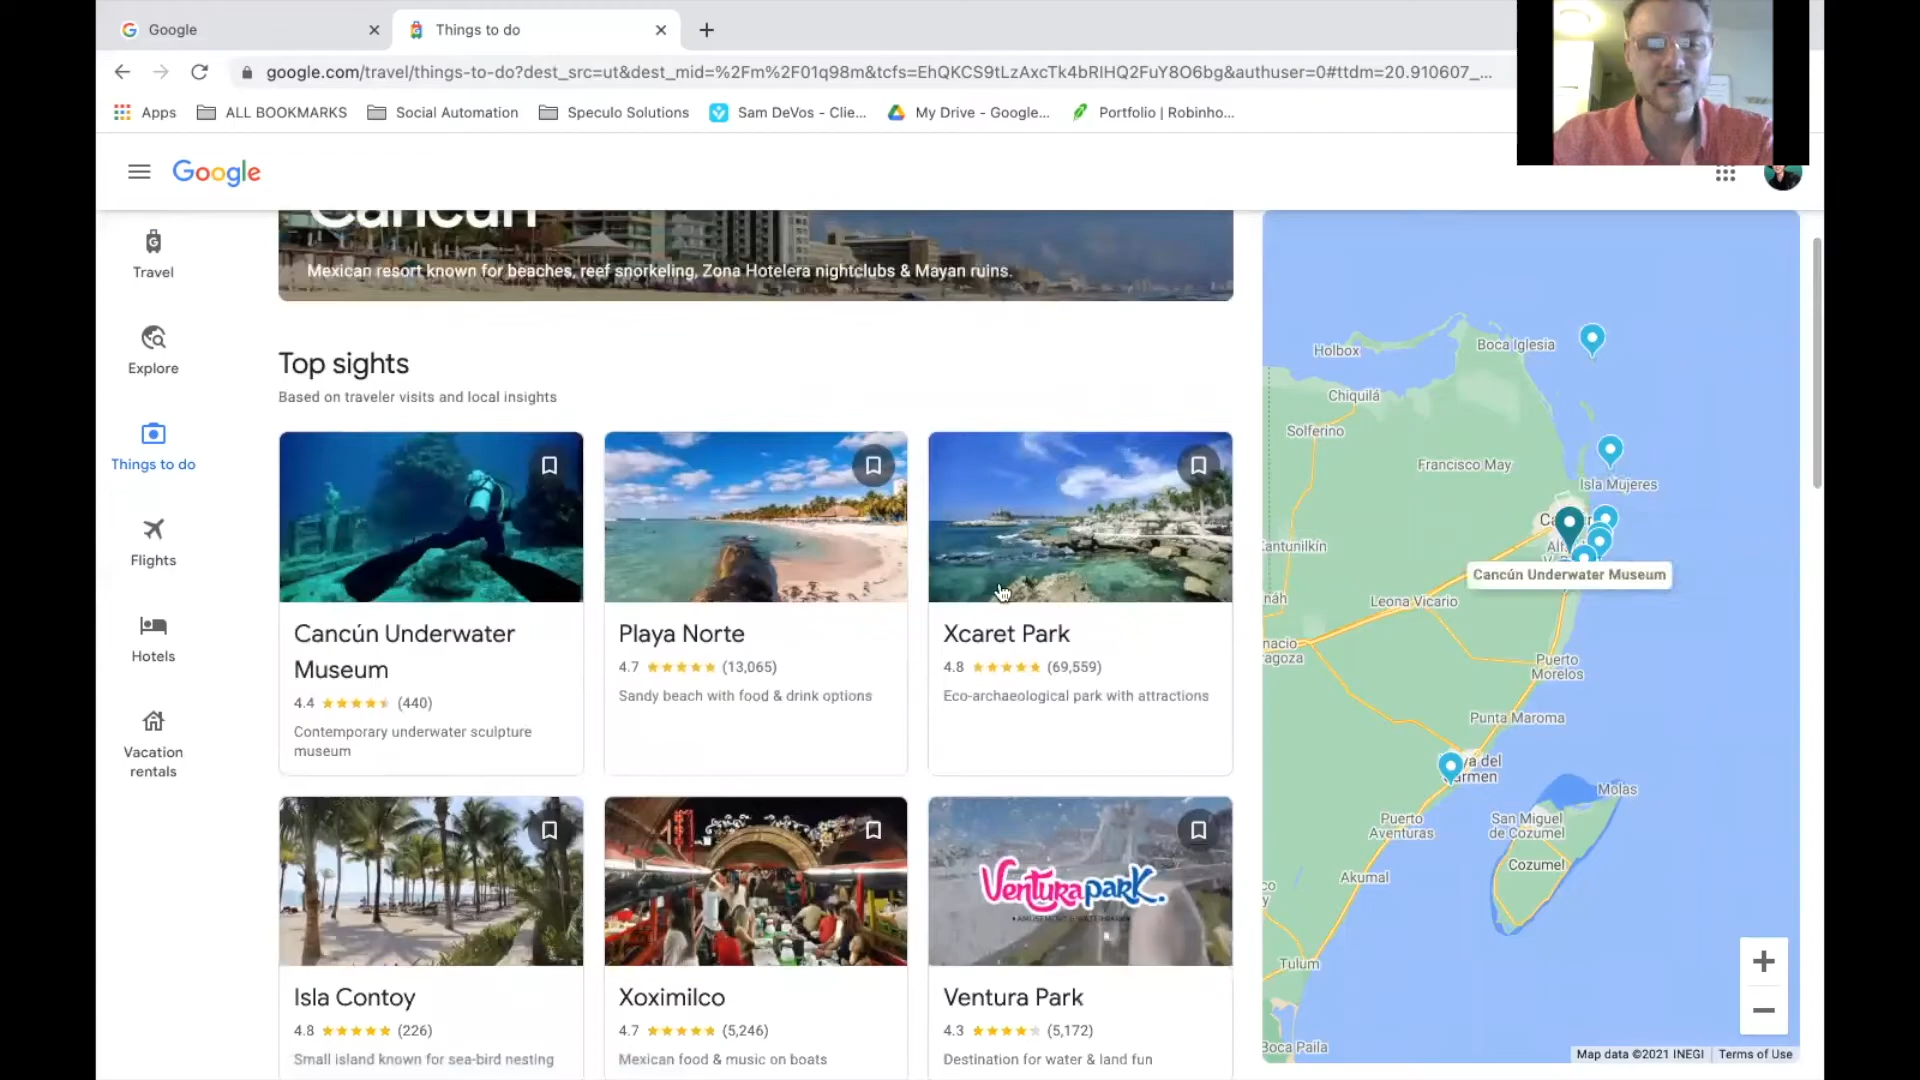 Google
Things to do
google.com/travel/things-to-do?dest_src=ut&dest_mid=%2Fm%2F01q98m&tcfs=EhQKCS9tLzAxcTk4bRIHQ2FuY8O6bg&authuser=0#ttdm=20.910607_...
Apps
ALL BOOKMARKS
Social Automation
Speculo Solutions
Sam DeVos - Clie...
My Drive - Google...
Portfolio | Robinho...
Google
Travel
Explore
Things to do
Flights
Hotels
Vacation
rentals
Cancún
Mexican resort known for beaches, reef snorkeling, Zona Hotelera nightclubs & Mayan ruins.
Top sights
Based on traveler visits and local insights
Cancún Underwater
Museum
4.4 (440)
Contemporary underwater sculpture
museum
Playa Norte
4.7 (13,065)
Sandy beach with food & drink options
Xcaret Park
4.8 (69,559)
Eco-archaeological park with attractions
Isla Contoy
4.8 (226)
Small island known for sea-bird nesting
Xoximilco
4.7 (5,246)
Mexican food & music on boats
Venturapark
Ventura Park
4.3 (5,172)
Destination for water & land fun
Holbox
Boca Iglesia
Chiquilá
Solferino
Francisco May
Isla Mujeres
Kantunilkín
Cancún Underwater Museum
Leona Vicario
Puerto
Morelos
Punta Maroma
Molas
Puerto
Aventuras
San Miguel
de Cozumel
Cozumel
Akumal
Tulum
Boca Paila
Map data ©2021 INEGI
Terms of Use